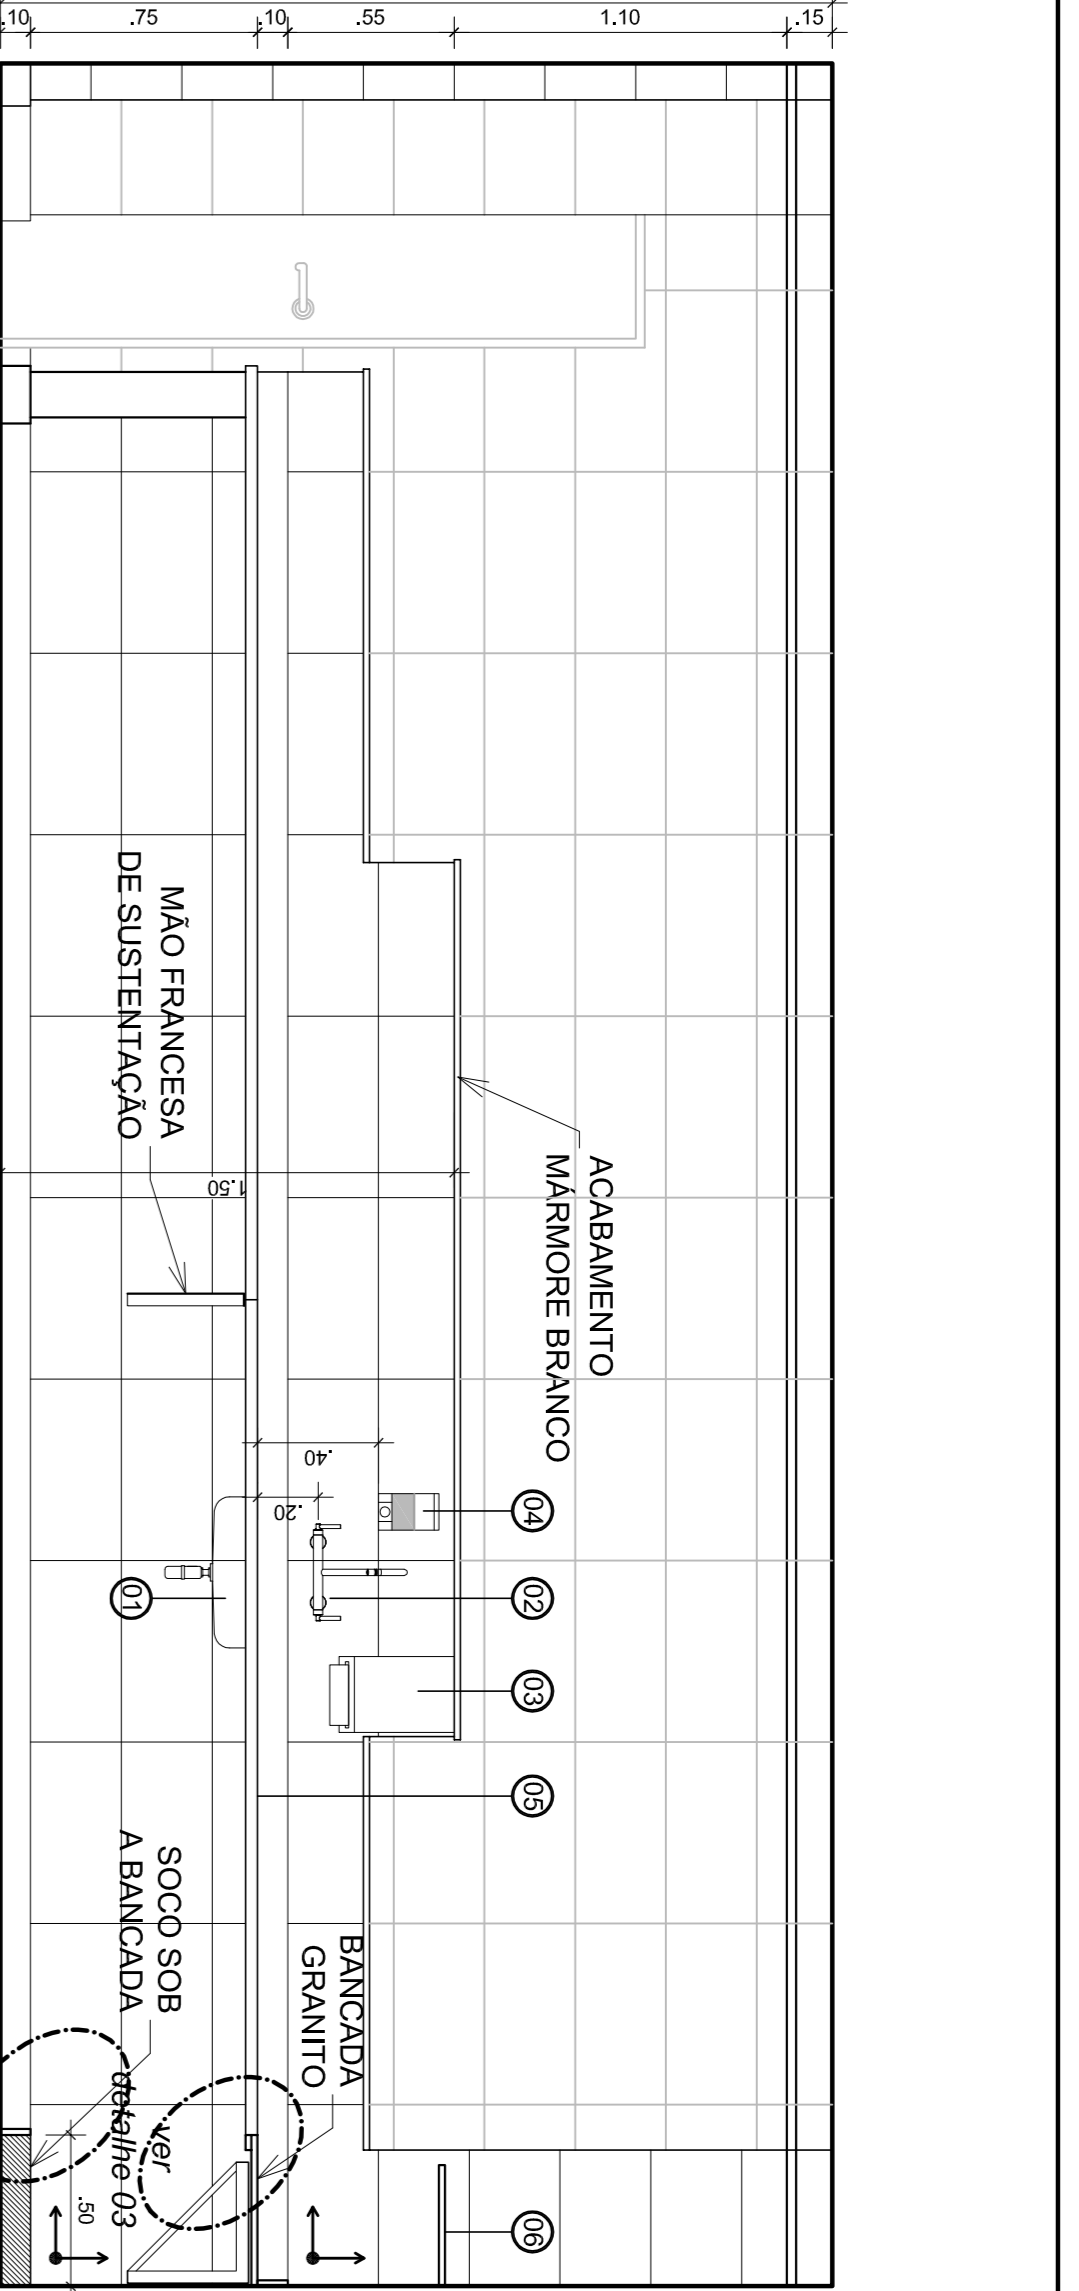 .10
.75
.10
.55
1.10
.15
MÃO FRANCESA
DE SUSTENTAÇÃO
1.50
ACABAMENTO
MÁRMORE BRANCO
.40
.20
04
01
02
03
05
SOCO SOB
A BANCADA
BANCADA
GRANITO
ver
detalhe 03
.50
06